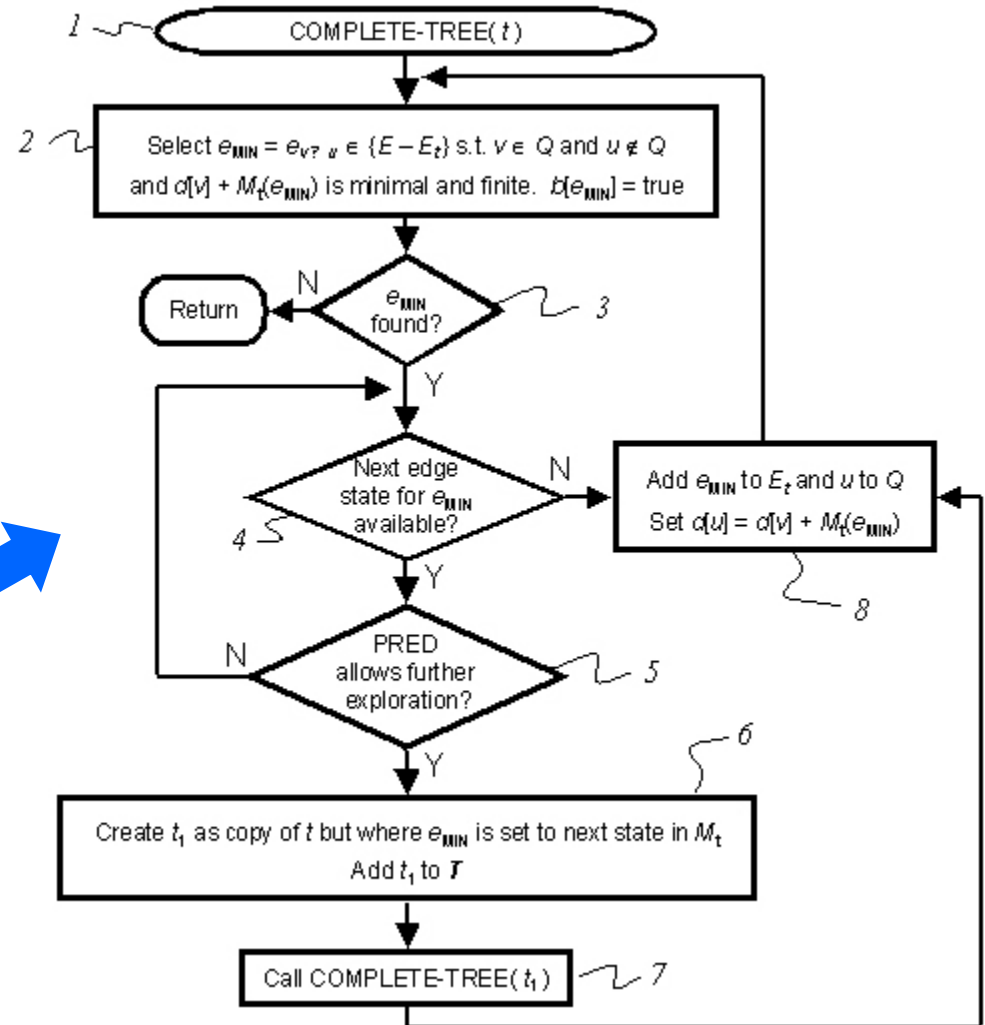 1
COMPLETE-TREE(t)
2
Select eMIN = ev? u ∈ {E – Et} s.t. v ∈ Q and u ∉ Q
and d[v] + Mt(eMIN) is minimal and finite. b[eMIN] = true
N
Return
eMIN
found?
3
Y
Next edge
state for eMIN
available?
N
4
Add eMIN to Et and u to Q
Set d[u] = d[v] + Mt(eMIN)
8
Y
PRED
allows further
exploration?
N
5
Y
6
Create t1 as copy of t but where eMIN is set to next state in Mt
Add t1 to T
Call COMPLETE-TREE(t1)
7